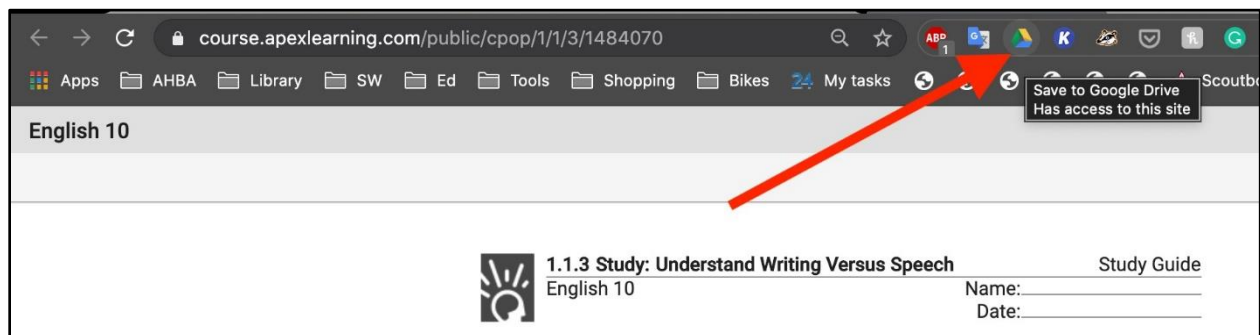 course.apexlearning.com/public/cpop/1/1/3/1484070
ABP
1
K
G
Apps AHBA Library SW Ed Tools Shopping Bikes 24 My tasks
Save to Google Drive
Has access to this site
English 10
1.1.3 Study: Understand Writing Versus Speech Study Guide
English 10 Name:
Date: